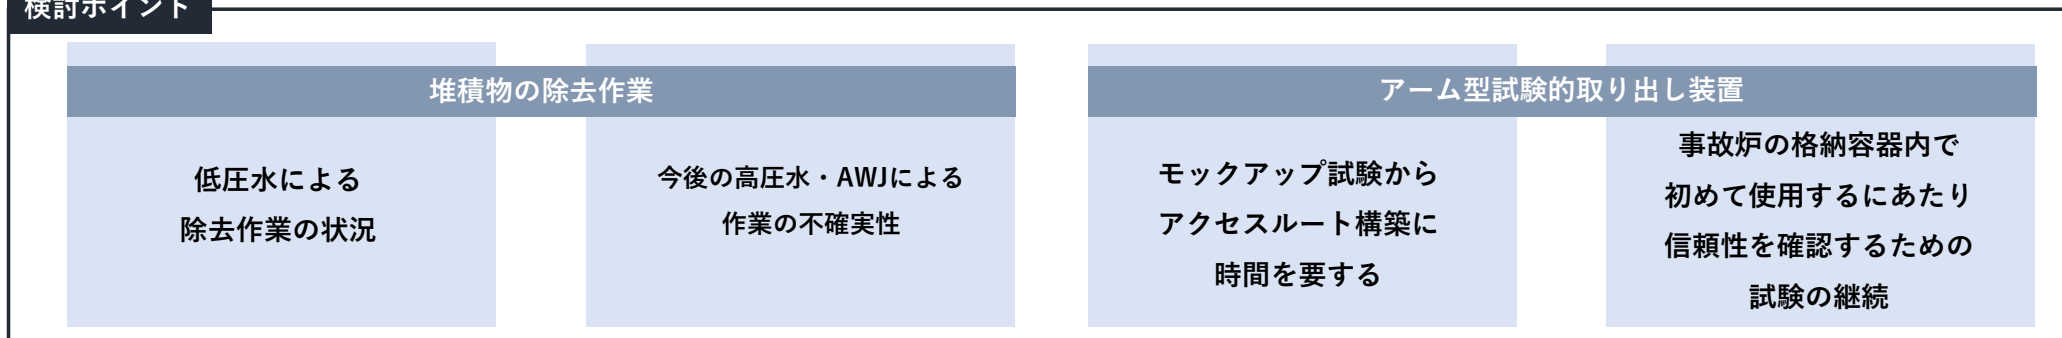 検討ポイント
堆積物の除去作業
低圧水による
除去作業の状況
今後の高圧水・AWJによる
作業の不確実性
アーム型試験的取り出し装置
モックアップ試験から
アクセスルート構築に
時間を要する
事故炉の格納容器内で
初めて使用するにあたり
信頼性を確認するための
試験の継続